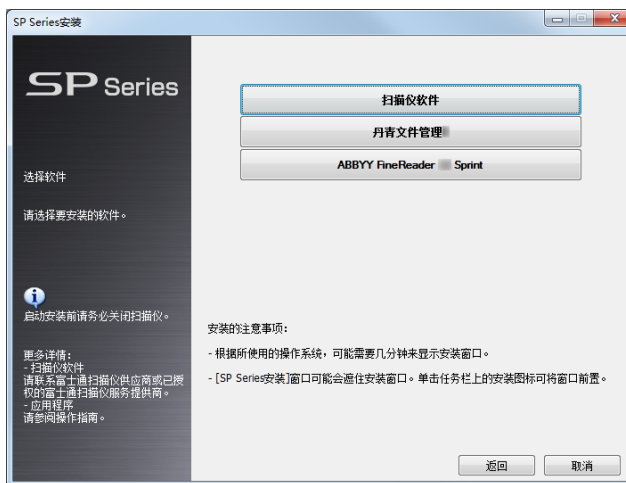 SP Series安装
SP Series
扫描仪软件
丹青文件管理
ABBYY FineReader Sprint
选择软件
请选择要安装的软件。
启动安装前请务必关闭扫描仪。
更多详情:
- 扫描仪软件
请联系富士通扫描仪供应商或已授
权的富士通扫描仪服务提供商。
- 应用程序
请参阅操作指南。
安装的注意事项:
- 根据所使用的操作系统，可能需要几分钟来显示安装窗口。
- [SP Series安装]窗口可能会遮住安装窗口。单击任务栏上的安装图标可将窗口前置。
返回
取消